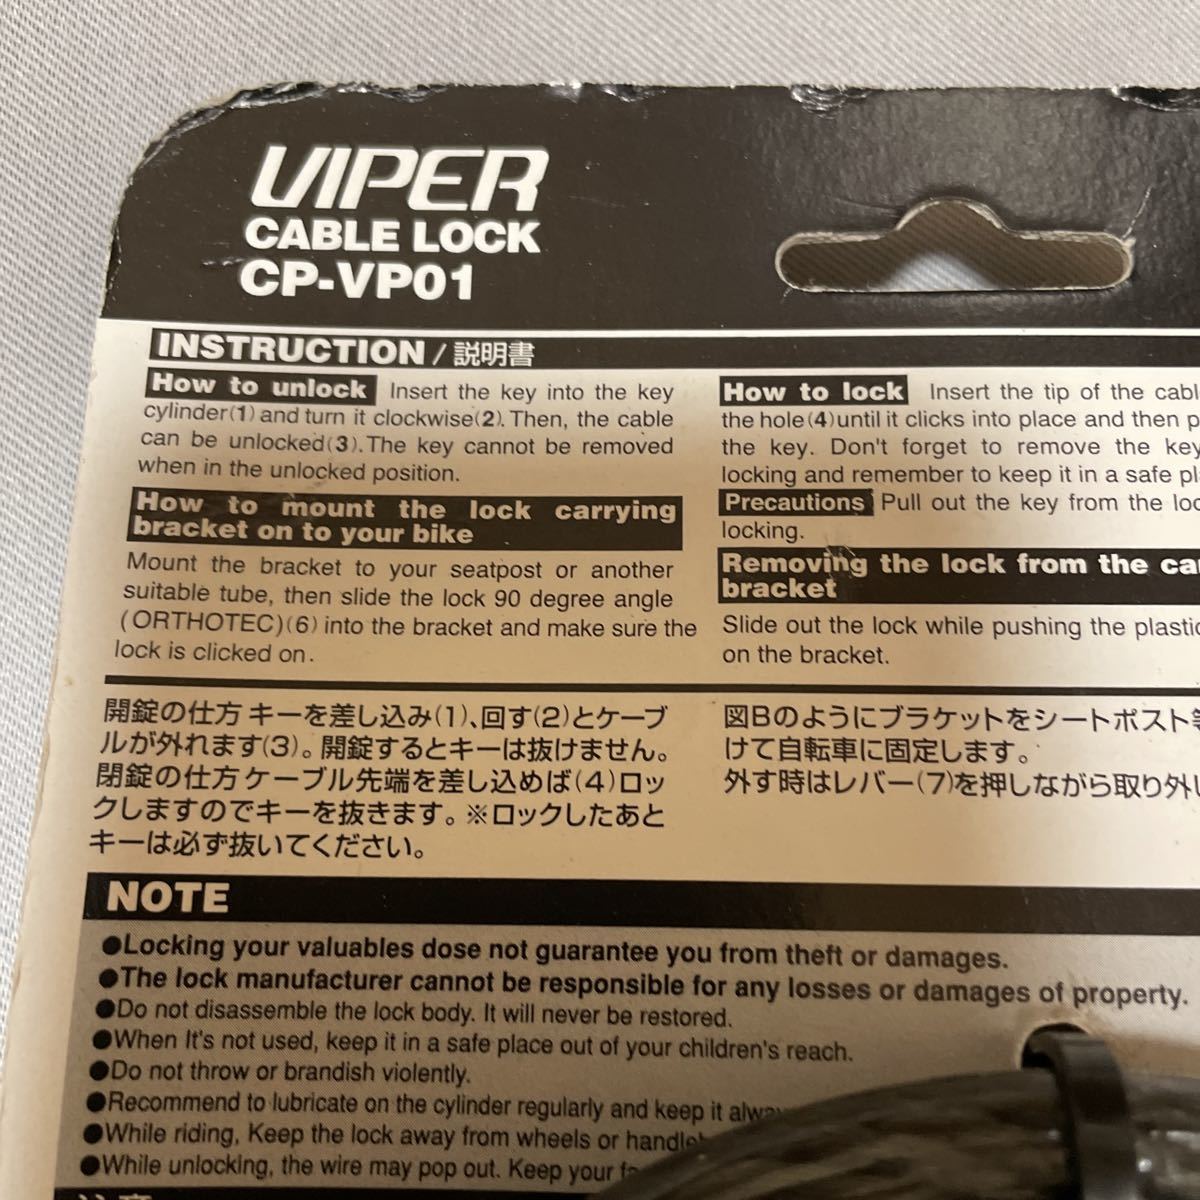 VIPER
CABLE LOCK
CP-VP01
INSTRUCTION / 説明書
How to unlock Insert the key into the key
cylinder(1) and turn it clockwise(2). Then, the cable
can be unlocked(3). The key cannot be removed
when in the unlocked position.
How to mount the lock carrying
bracket on to your bike
Mount the bracket to your seatpost or another
suitable tube, then slide the lock 90 degree angle
(ORTHOTEC)(6) into the bracket and make sure the
lock is clicked on.
How to lock Insert the tip of the
the hole(4)until it clicks into place and then
the key. Don't forget to remove the key
locking and remember to keep it in a safe
Precautions Pull out the key from the
locking.
Removing the lock from the
bracket
Slide out the lock while pushing the
on the bracket.
開錠の仕方 キーを差し込み(1)、回す(2)とケーブ
ルが外れます(3)。開錠するとキーは抜けません。
閉錠の仕方 ケーブル先端を差し込めば(4)ロッ
クしますのでキーを抜きます。※ロックしたあと
キーは必ず抜いてください。
図Bのようにブラケットをシートポスト
けて自転車に固定します。
外す時はレバー(7)を押しながら取り外し
NOTE
●Locking your valuables dose not guarantee you from theft or damages.
●The lock manufacturer cannot be responsible for any losses or damages of property.
●Do not disassemble the lock body. It will never be restored.
●When It's not used, keep it in a safe place out of your children's reach.
●Do not throw or brandish violently.
●Recommend to lubricate on the cylinder regularly and keep it
●While riding, Keep the lock away from wheels or
●While unlocking, the wire may pop out. Keep your